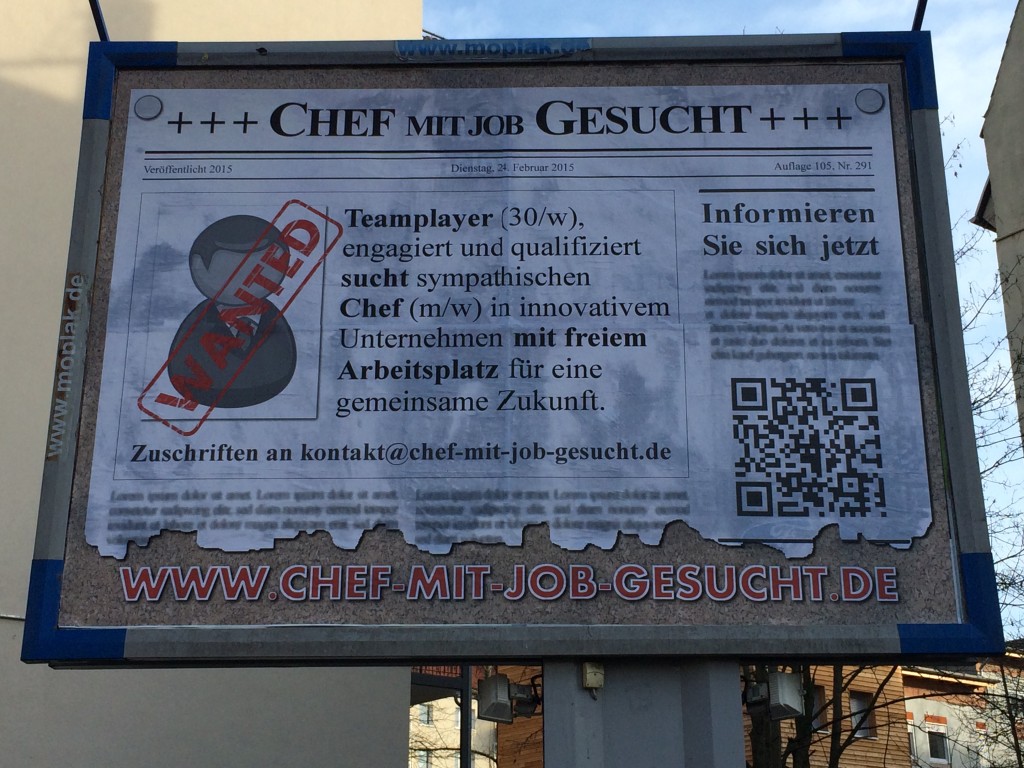 www.moplak.de
www.moplak.de
+++ CHEF MIT JOB GESUCHT +++
Veröffentlicht 2015
Dienstag, 24. Februar 2015
Auflage 105, Nr. 291
WANTED
Teamplayer (30/w),
engagiert und qualifiziert
sucht sympathischen
Chef (m/w) in innovativem
Unternehmen mit freiem
Arbeitsplatz für eine
gemeinsame Zukunft.
Zuschriften an kontakt@chef-mit-job-gesucht.de
Informieren
Sie sich jetzt
WWW.CHEF-MIT-JOB-GESUCHT.DE